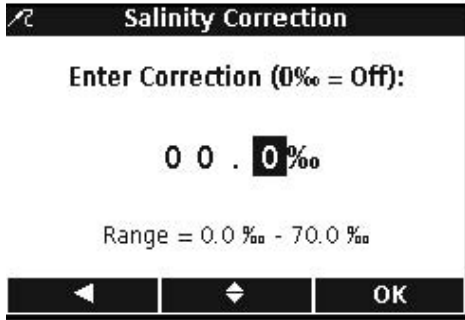 Salinity Correction
Enter Correction (0‰ = Off):
0 0 . 0‰
Range = 0.0 ‰ - 70.0 ‰
OK